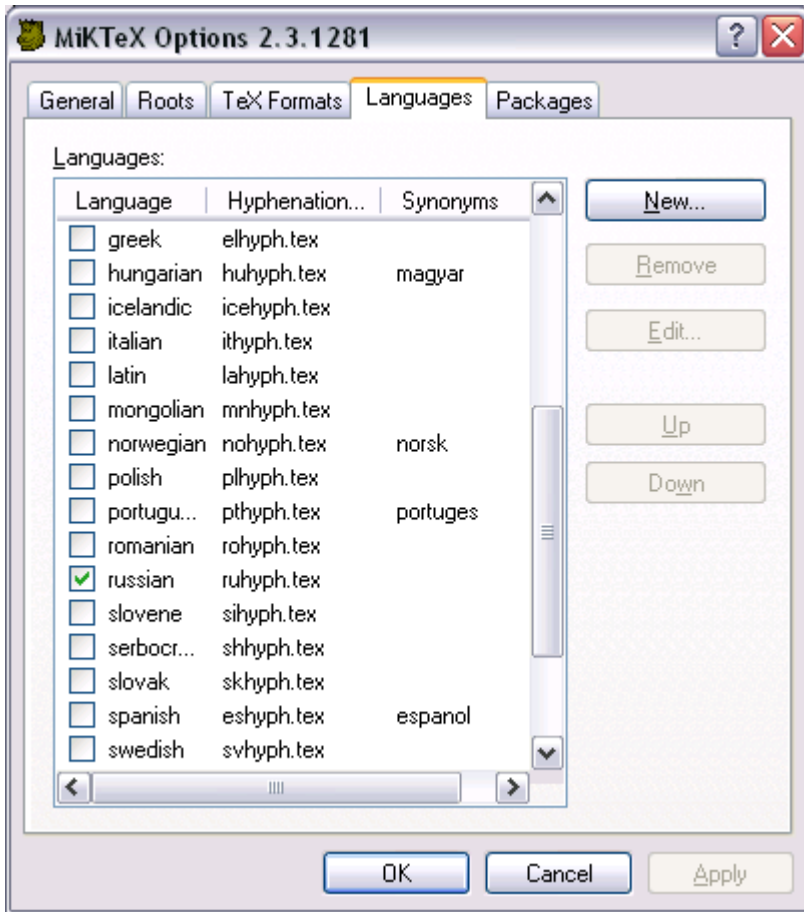 MiKTeX Options 2.3.1281
General Roots TeX Formats Languages Packages
Languages:
Language Hyphenation... Synonyms
greek elhyph.tex
hungarian huhyph.tex magyar
icelandic icehyph.tex
italian ithyph.tex
latin lahyph.tex
mongolian mnhyph.tex
norwegian nohyph.tex norsk
polish plhyph.tex
portugu... pthyph.tex portuges
romanian rohyph.tex
russian ruhyph.tex
slovene sihyph.tex
serbocr... shhyph.tex
slovak skhyph.tex
spanish eshyph.tex espanol
swedish svhyph.tex
New...
Remove
Edit...
Up
Down
OK Cancel Apply